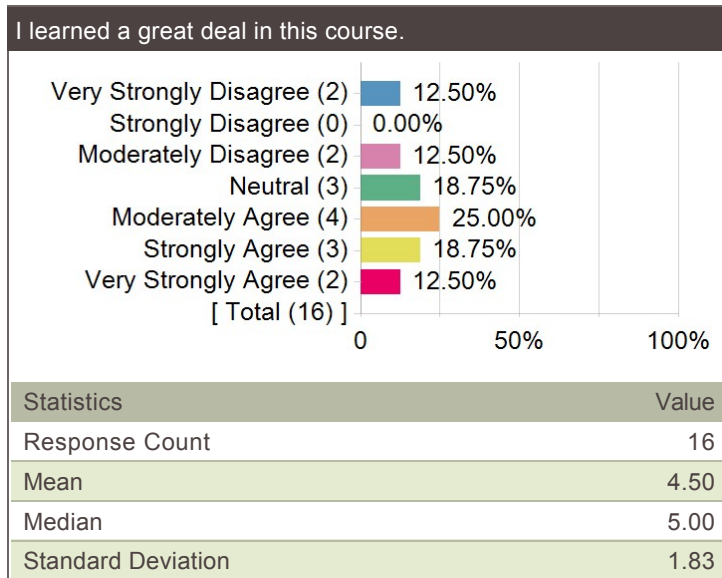 I learned a great deal in this course.
Very Strongly Disagree (2) 12.50%
Strongly Disagree (0) 0.00%
Moderately Disagree (2) 12.50%
Neutral (3) 18.75%
Moderately Agree (4) 25.00%
Strongly Agree (3) 18.75%
Very Strongly Agree (2) 12.50%
[ Total (16) ]
0 50% 100%
Statistics Value
Response Count 16
Mean 4.50
Median 5.00
Standard Deviation 1.83